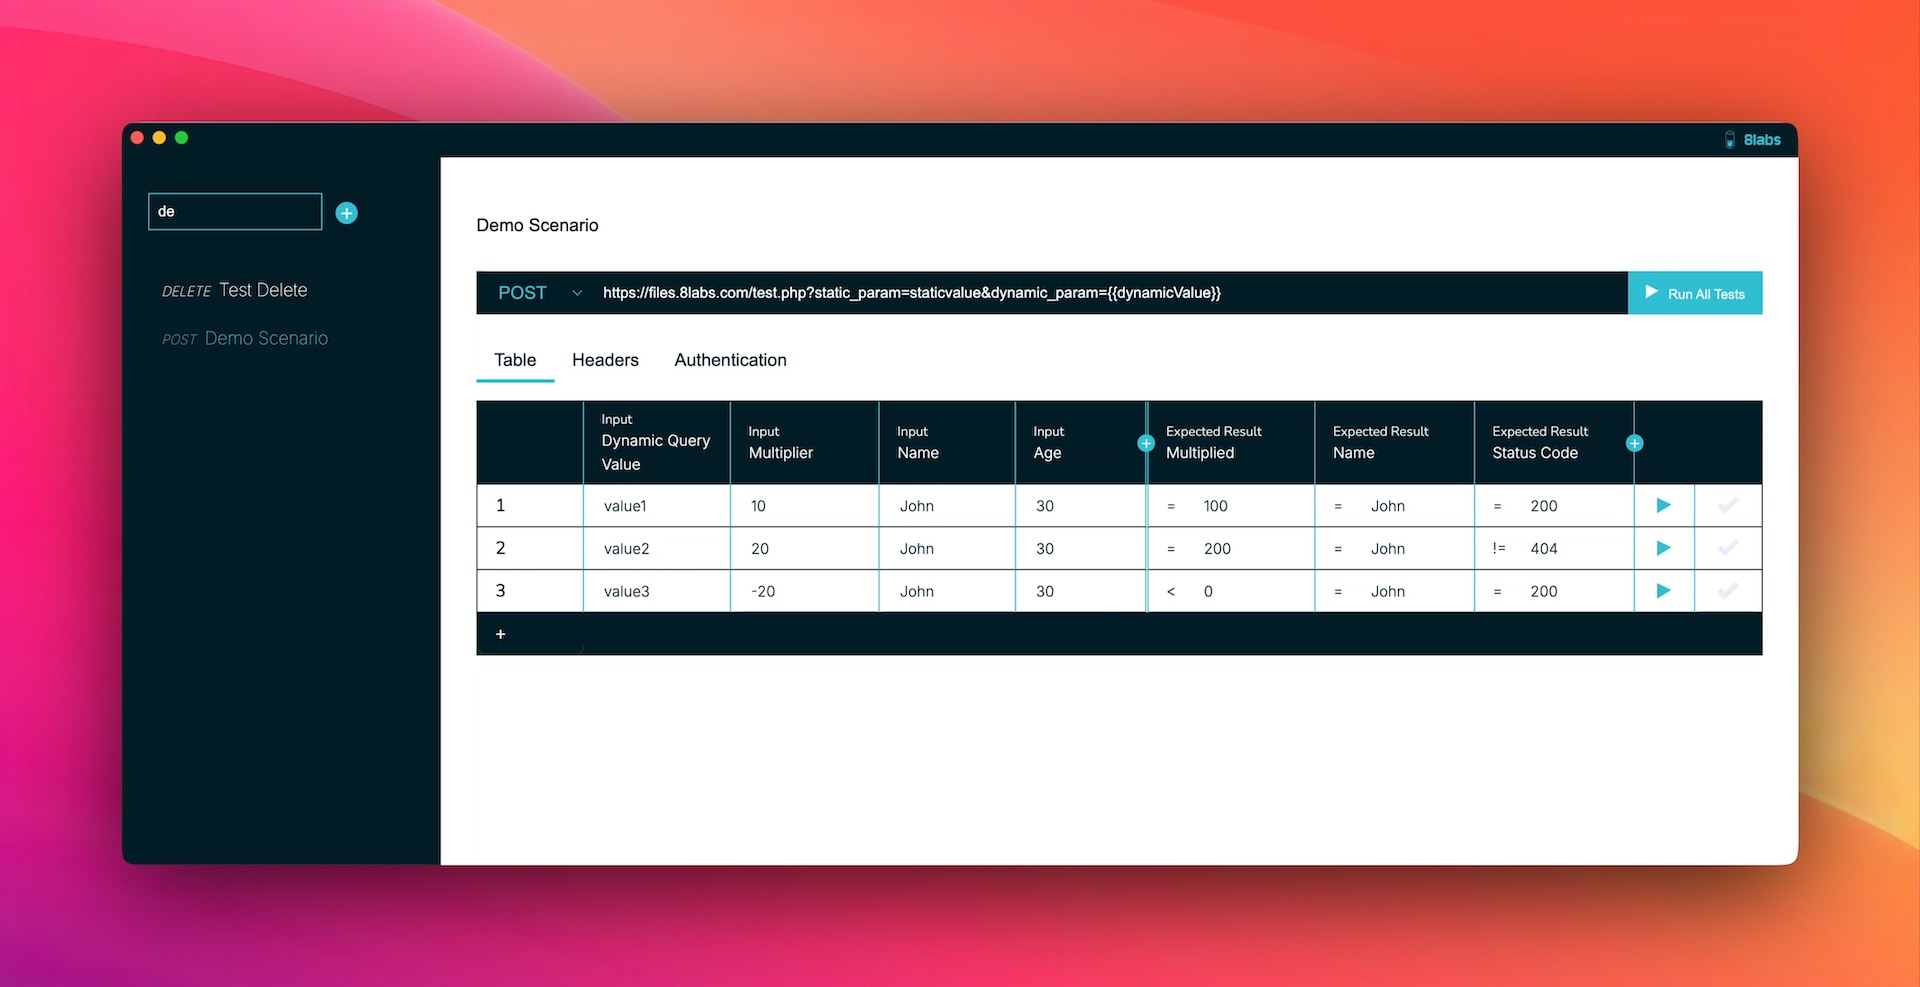 8labs
de
DELETE Test Delete
POST Demo Scenario
Demo Scenario
POST https://files.8labs.com/test.php?static_param=staticvalue&dynamic_param={{dynamicValue}} Run All Tests
Table Headers Authentication
Input Dynamic Query Value
Input Multiplier
Input Name
Input Age
Expected Result Multiplied
Expected Result Name
Expected Result Status Code
1 value1 10 John 30 = 100 = John = 200
2 value2 20 John 30 = 200 = John != 404
3 value3 -20 John 30 < 0 = John = 200
+